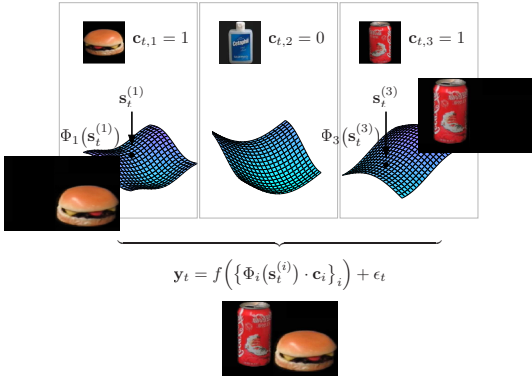 c_{t,1} = 1
c_{t,2} = 0
c_{t,3} = 1
s_t^{(1)}
s_t^{(3)}
Φ_1(s_t^{(1)})
Φ_3(s_t^{(3)})
y_t = f({Φ_i(s_t^{(i)}) · c_i}_i) + ε_t